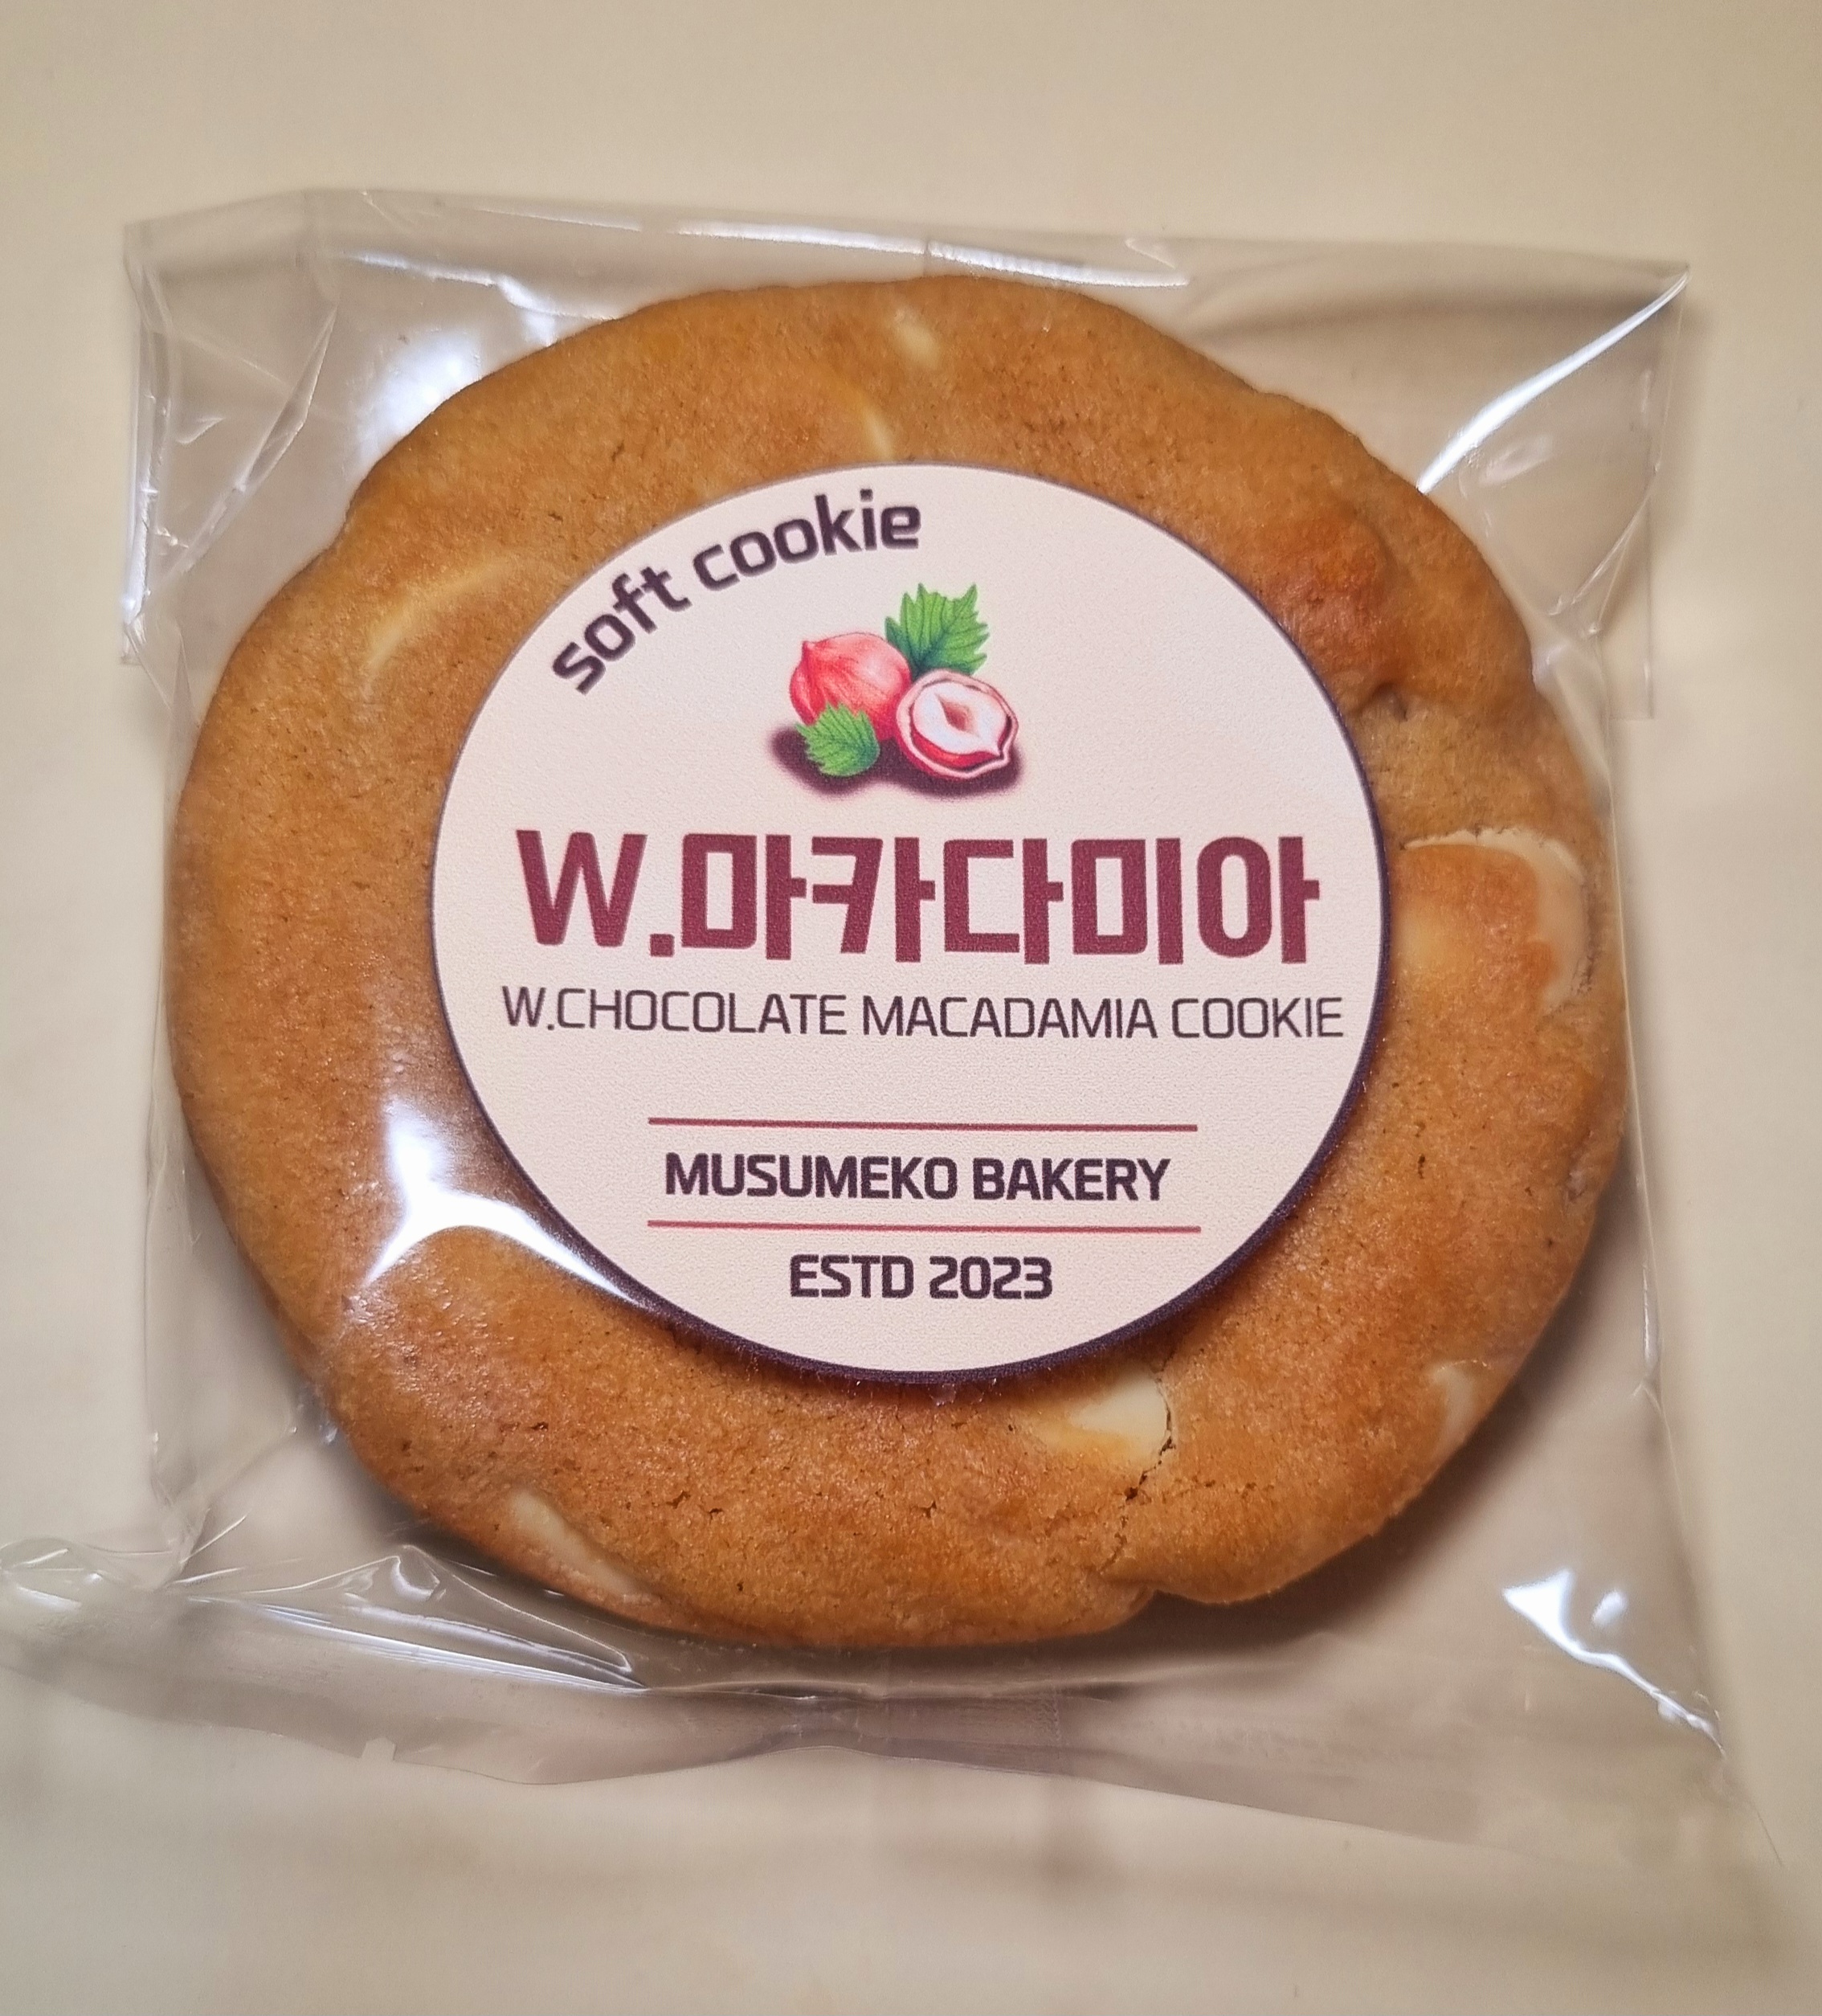 soft cookie
W.마카다미아
W.CHOCOLATE MACADAMIA COOKIE
MUSUMEKO BAKERY
ESTD 2023